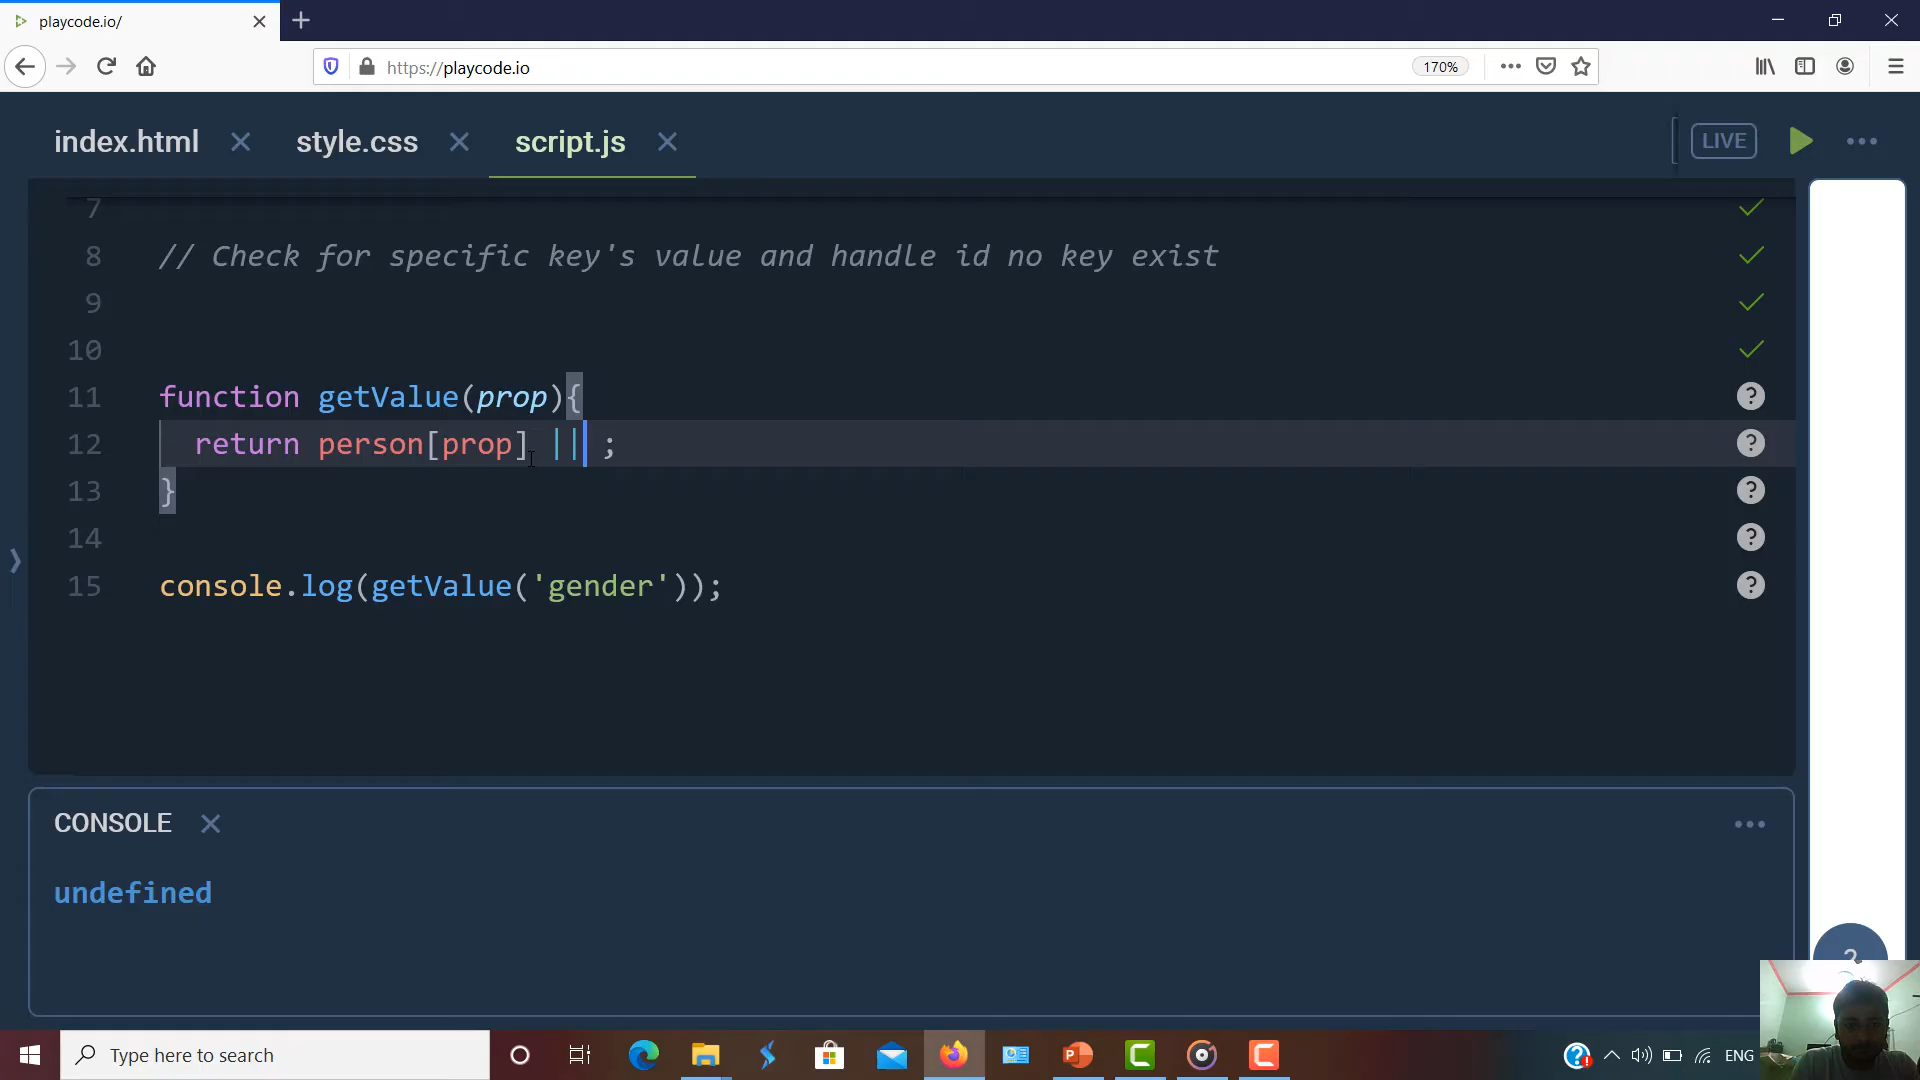 playcode.io/
https://playcode.io
170%
index.html
style.css
script.js
LIVE
7
8 // Check for specific key's value and handle id no key exist
9
10
11 function getValue(prop){
12 return person[prop] || ;
13 }
14
15 console.log(getValue('gender'));
CONSOLE
undefined
Type here to search
ENG